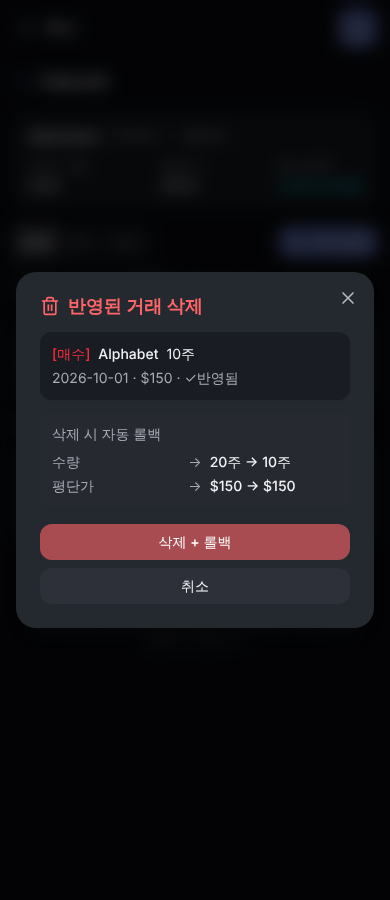 반영된 거래 삭제
[매수] Alphabet 10주
2026-10-01 · $150 · ✓반영됨
삭제 시 자동 롤백
수량 → 20주 → 10주
평단가 → $150 → $150
삭제 + 롤백
취소